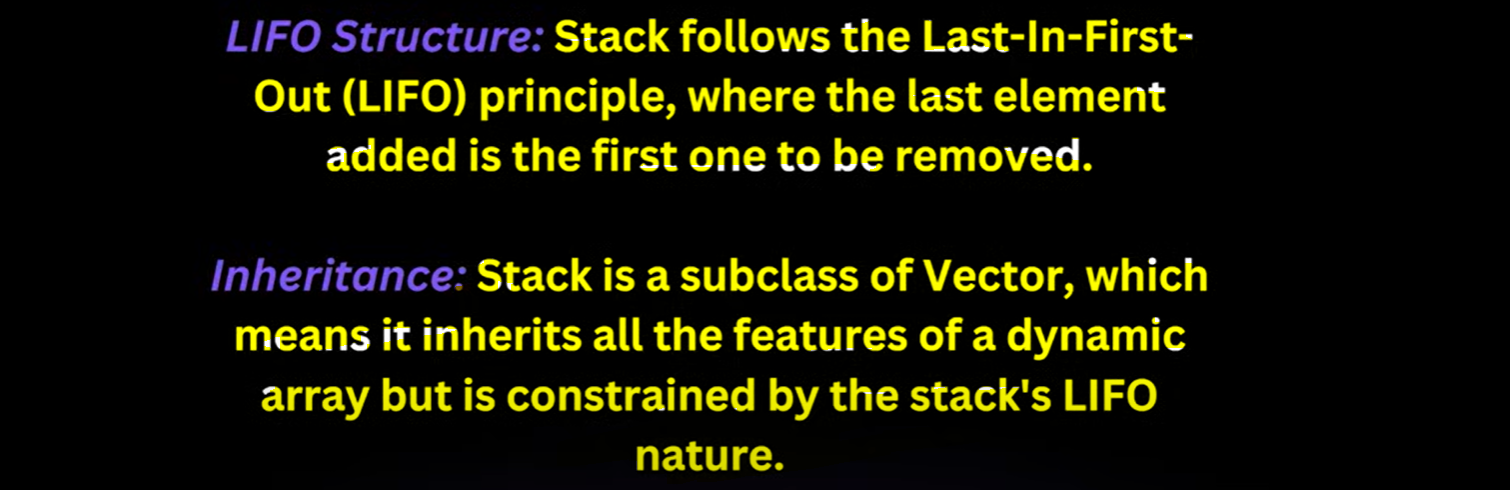 LIFO Structure: Stack follows the Last-In-First-
Out (LIFO) principle, where the last element
added is the first one to be removed.
Inheritance: Stack is a subclass of Vector, which
means it inherits all the features of a dynamic
array but is constrained by the stack's LIFO
nature.